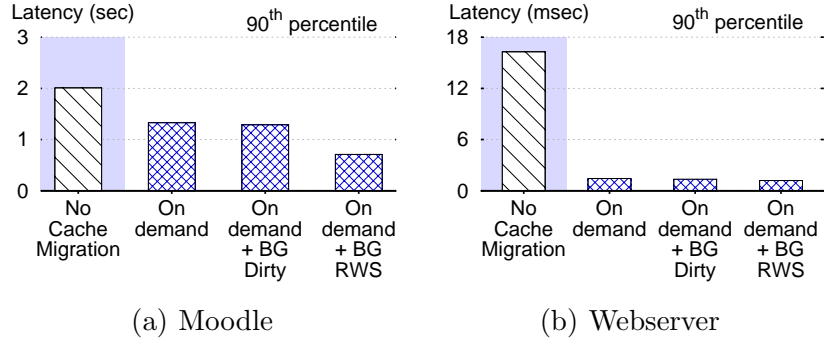 Latency (sec)
90th percentile
3
2
1
0
No
Cache
Migration
On
demand
On
demand
+ BG
Dirty
On
demand
+ BG
RWS
(a) Moodle
Latency (msec)
90th percentile
18
12
6
0
No
Cache
Migration
On
demand
On
demand
+ BG
Dirty
On
demand
+ BG
RWS
(b) Webserver